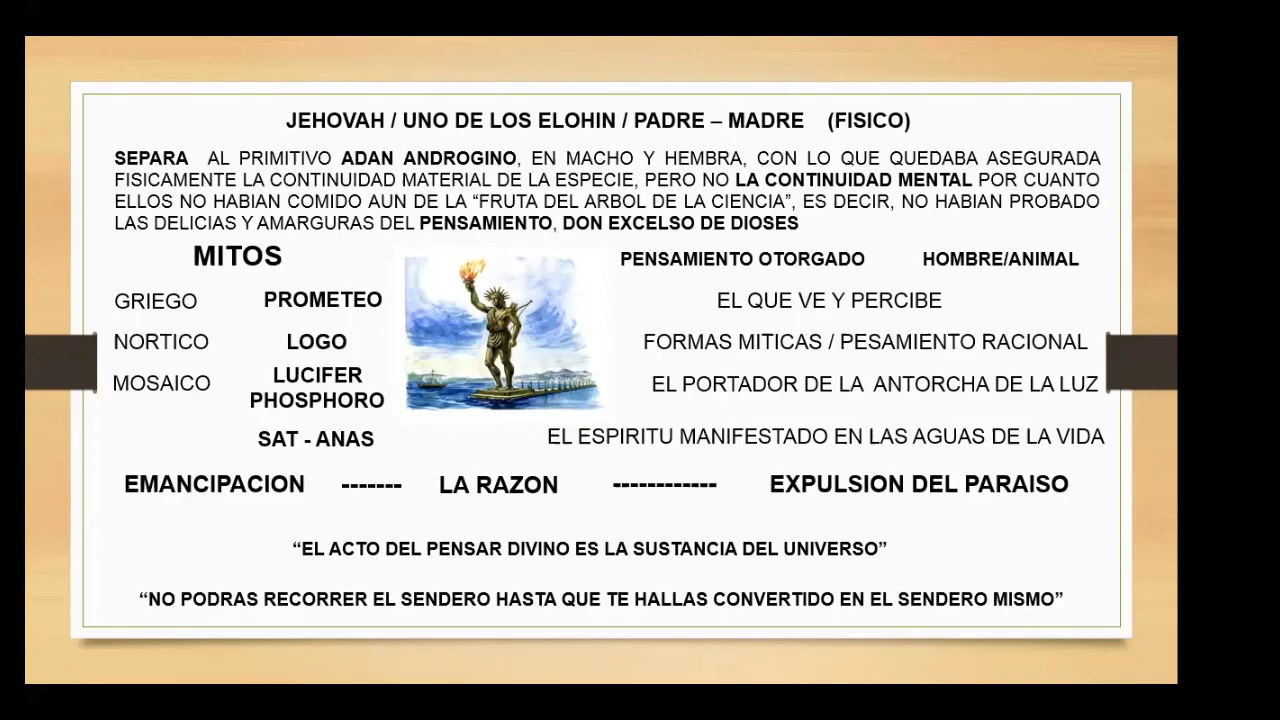 JEHOVAH / UNO DE LOS ELOHIN / PADRE – MADRE (FISICO)
SEPARA AL PRIMITIVO ADAN ANDROGINO, EN MACHO Y HEMBRA, CON LO QUE QUEDABA ASEGURADA
FISICAMENTE LA CONTINUIDAD MATERIAL DE LA ESPECIE, PERO NO LA CONTINUIDAD MENTAL POR CUANTO
ELLOS NO HABIAN COMIDO AUN DE LA “FRUTA DEL ARBOL DE LA CIENCIA”, ES DECIR, NO HABIAN PROBADO
LAS DELICIAS Y AMARGURAS DEL PENSAMIENTO, DON EXCELSO DE DIOSES
MITOS PENSAMIENTO OTORGADO HOMBRE/ANIMAL
GRIEGO PROMETEO EL QUE VE Y PERCIBE
NORTICO LOGO FORMAS MITICAS / PESAMIENTO RACIONAL
MOSAICO LUCIFER PHOSPHORO EL PORTADOR DE LA ANTORCHA DE LA LUZ
SAT - ANAS EL ESPIRITU MANIFESTADO EN LAS AGUAS DE LA VIDA
EMANCIPACION ------- LA RAZON ------------ EXPULSION DEL PARAISO
“EL ACTO DEL PENSAR DIVINO ES LA SUSTANCIA DEL UNIVERSO”
“NO PODRAS RECORRER EL SENDERO HASTA QUE TE HALLAS CONVERTIDO EN EL SENDERO MISMO”